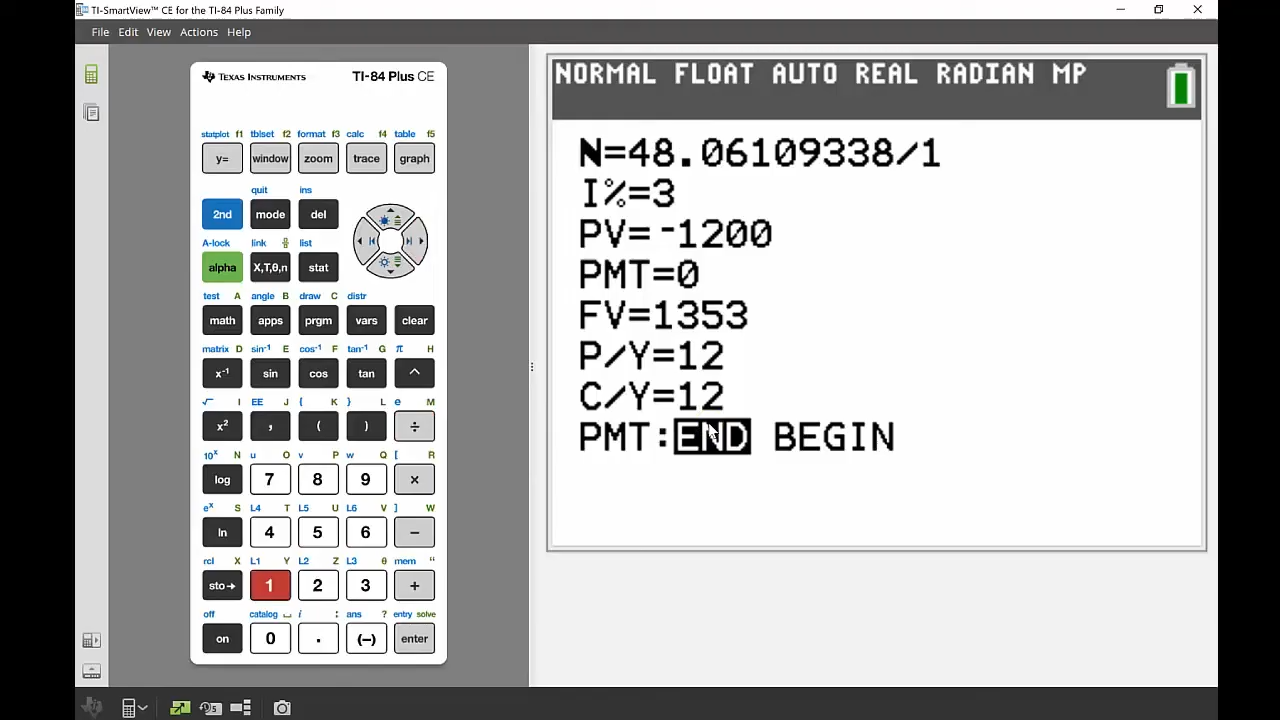 TI-SmartView™ CE for the TI-84 Plus Family
File Edit View Actions Help
TEXAS INSTRUMENTS TI-84 Plus CE
statplot f1 tblset f2 format f3 calc f4 table f5
y= window zoom trace graph
quit ins
2nd mode del
A-lock link list
alpha X,T,θ,n stat
test A angle B draw C distr
math apps prgm vars clear
matrix D sin⁻¹ E cos⁻¹ F tan⁻¹ G π H
x⁻¹ sin cos tan ^
√ I EE J { K } L e M
x² , ( ) ÷
10ˣ N u O v P w Q [ R
log 7 8 9 ×
eˣ S L4 T L5 U L6 V ] W
ln 4 5 6 −
rcl X L1 Y L2 Z L3 θ mem "
sto→ 1 2 3 +
off catalog ⎵ i : ans ? entry solve
on 0 . (−) enter
NORMAL FLOAT AUTO REAL RADIAN MP
N=48.06109338/1
I%=3
PV=-1200
PMT=0
FV=1353
P/Y=12
C/Y=12
PMT:END BEGIN